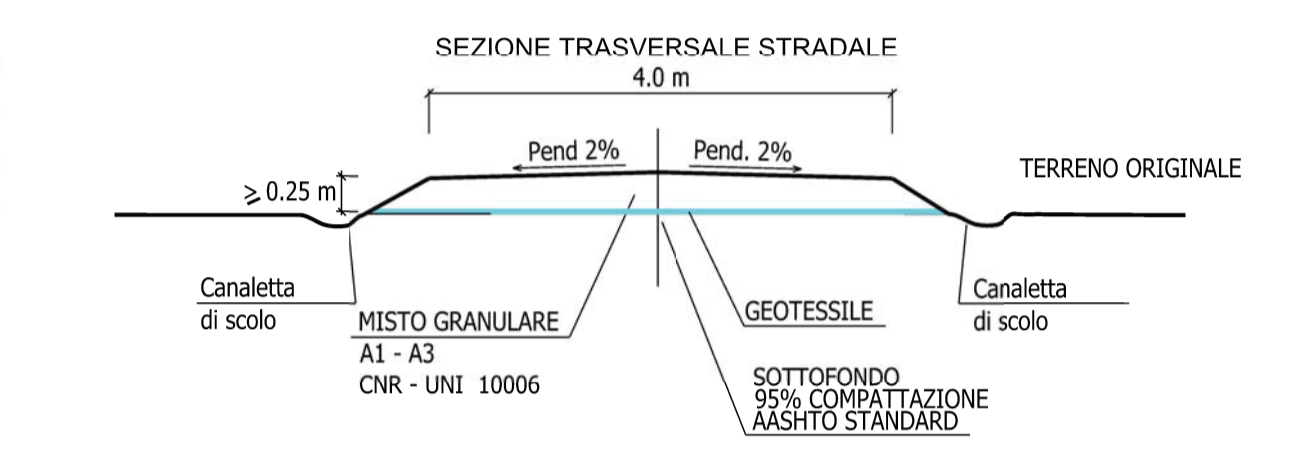 SEZIONE TRASVERSALE STRADALE
4.0 m
Pend 2%
Pend. 2%
TERRENO ORIGINALE
≥ 0.25 m
Canaletta
di scolo
MISTO GRANULARE
A1 - A3
CNR - UNI 10006
GEOTESSILE
SOTTOFONDO
95% COMPATTAZIONE
AASHTO STANDARD
Canaletta
di scolo